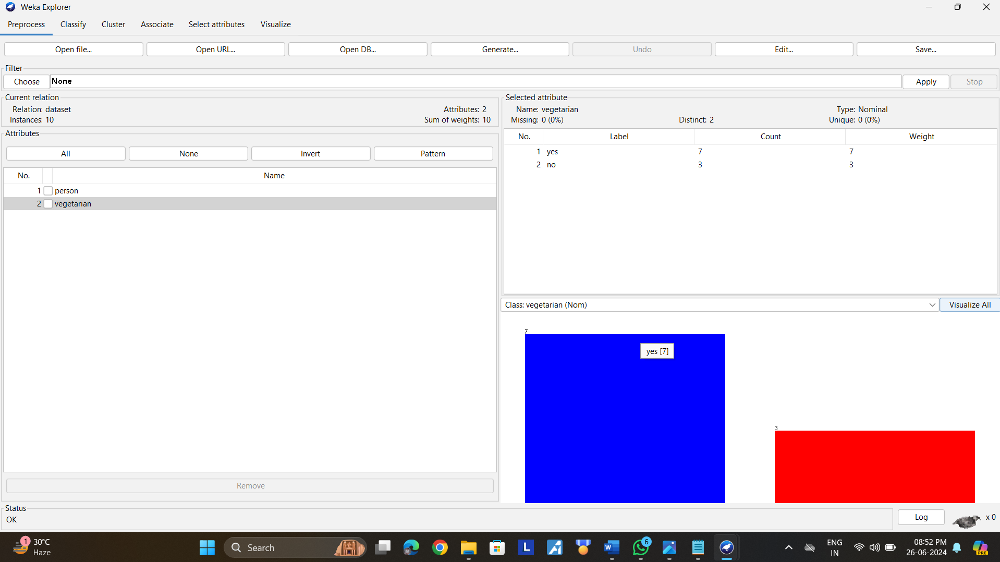 Weka Explorer
Preprocess Classify Cluster Associate Select attributes Visualize
Open file... Open URL... Open DB... Generate... Undo Edit... Save...
Filter
Choose None Apply Stop
Current relation
Relation: dataset Attributes: 2
Instances: 10 Sum of weights: 10
Attributes
All None Invert Pattern
No. Name
1 person
2 vegetarian
Remove
Selected attribute
Name: vegetarian Type: Nominal
Missing: 0 (0%) Distinct: 2 Unique: 0 (0%)
No. Label Count Weight
1 yes 7 7
2 no 3 3
Class: vegetarian (Nom) Visualize All
7
yes [7]
3
Status
OK
Log x 0
1 30°C
Haze
Search
L
W
6
ENG
IN
08:52 PM
26-06-2024
PRE